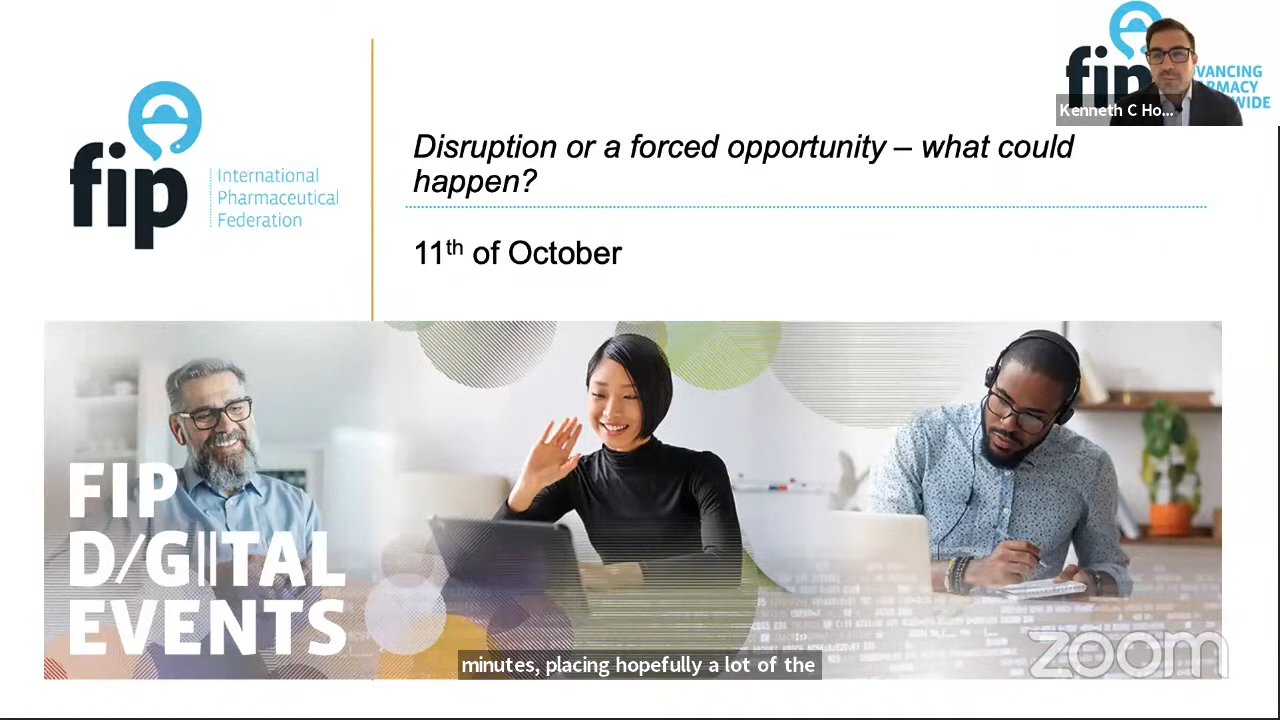 fip
International
Pharmaceutical
Federation
Disruption or a forced opportunity – what could
happen?
11th of October
fip
VANCING
RMACY
WIDE
Kenneth C Ho...
FIP
DIGITAL
EVENTS
zoom
minutes, placing hopefully a lot of the